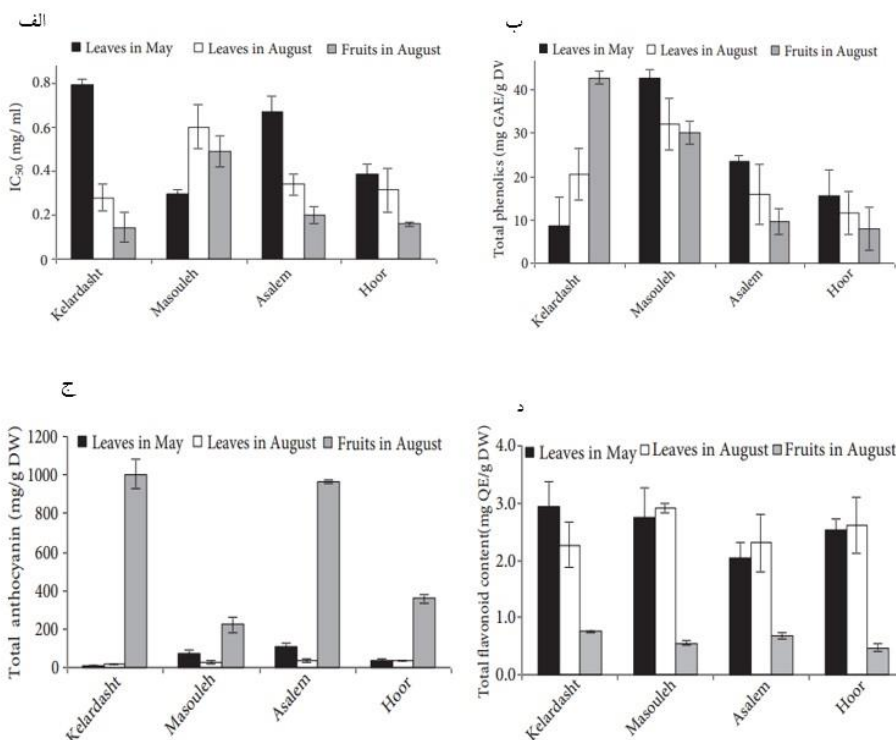 الف
Leaves in May Leaves in August Fruits in August
IC₅₀ (mg/ ml)
0.8
0.6
0.4
0.2
0
Kelardasht
Masouleh
Asalem
Hoor
ب
Leaves in May Leaves in August Fruits in August
Total phenolics (mg GAE/g DV
40
30
20
10
0
Kelardasht
Masouleh
Asalem
Hoor
ج
Leaves in May Leaves in August Fruits in August
Total anthocyanin (mg/g DW)
1200
1000
800
600
400
200
0
Kelardasht
Masouleh
Asalem
Hoor
د
Leaves in May Leaves in August Fruits in August
Total flavonoid content(mg QE/g DW)
4.0
3.0
2.0
1.0
0.0
Kelardasht
Masouleh
Asalem
Hoor